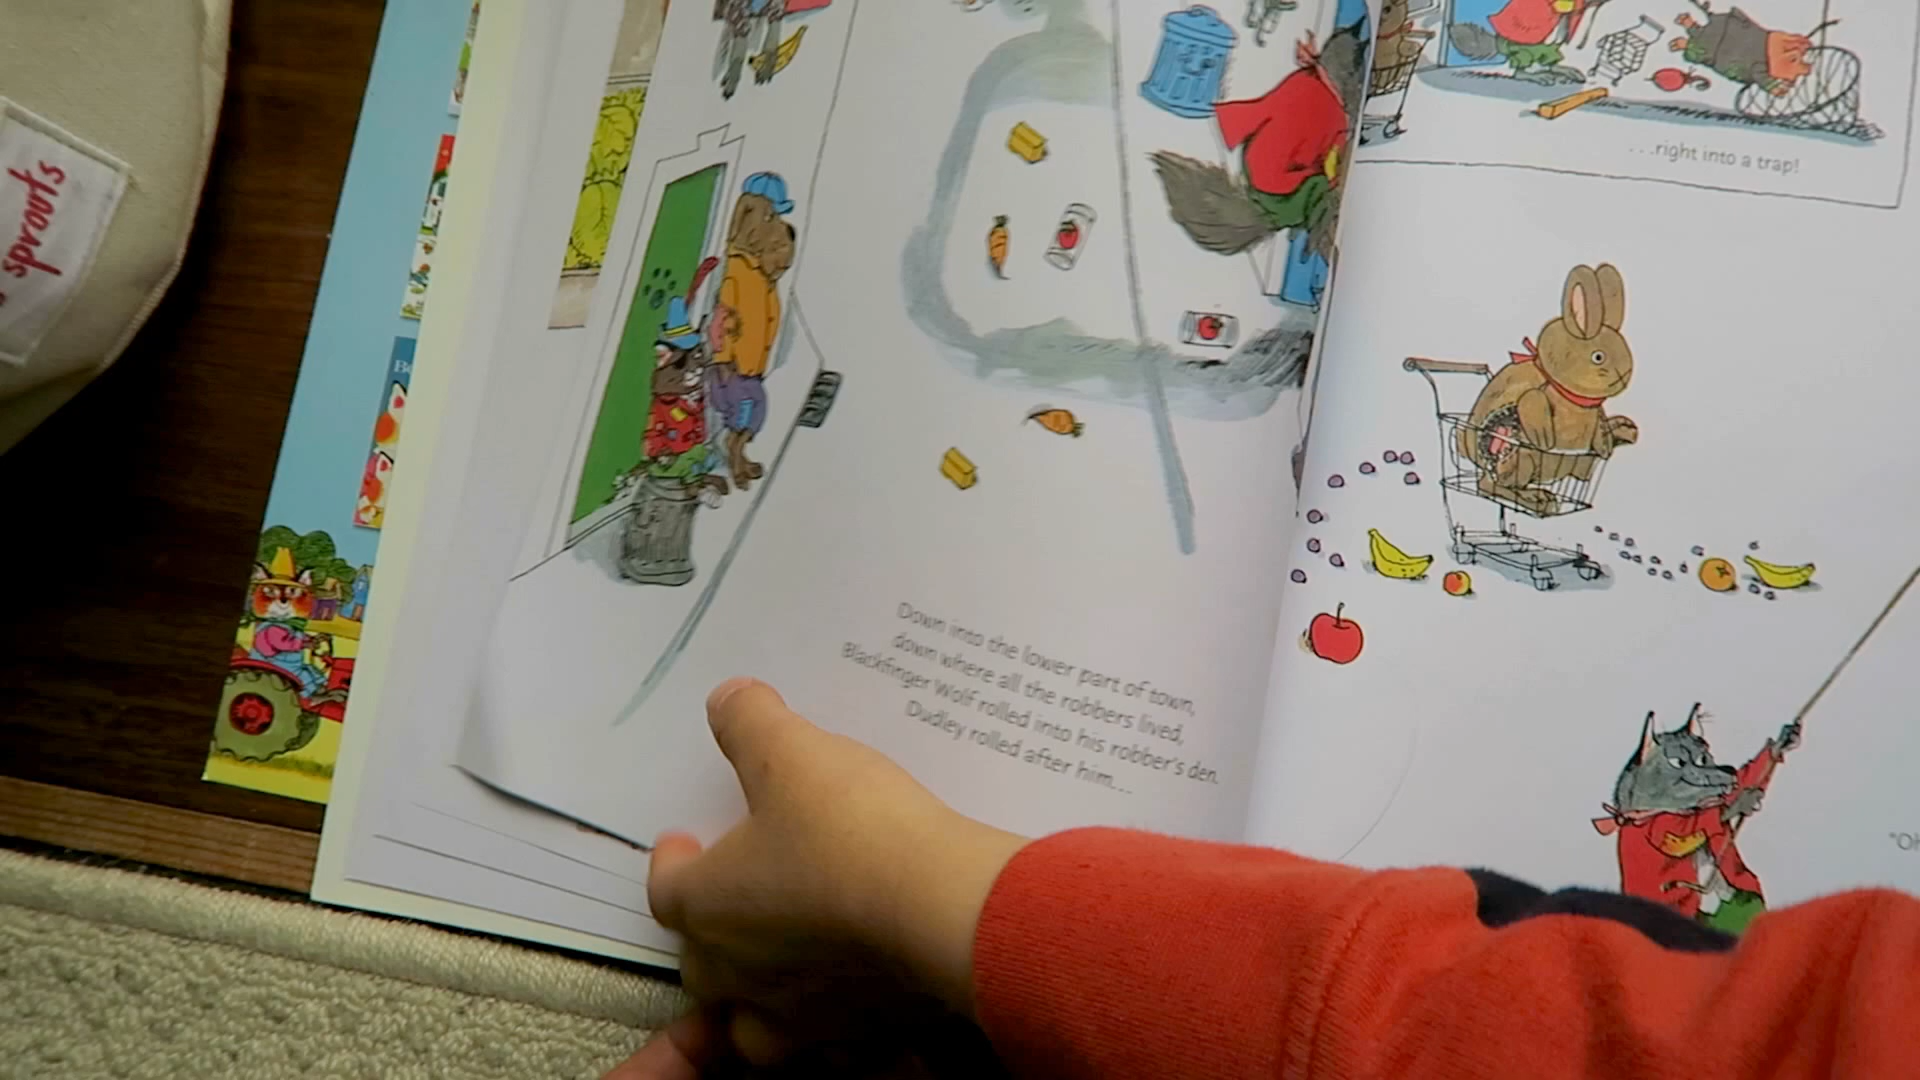 sprouts
...right into a trap!
Down into the lower part of town,
down where all the robbers lived,
Blackfinger Wolf rolled into his robber's den.
Dudley rolled after him...
"Oh